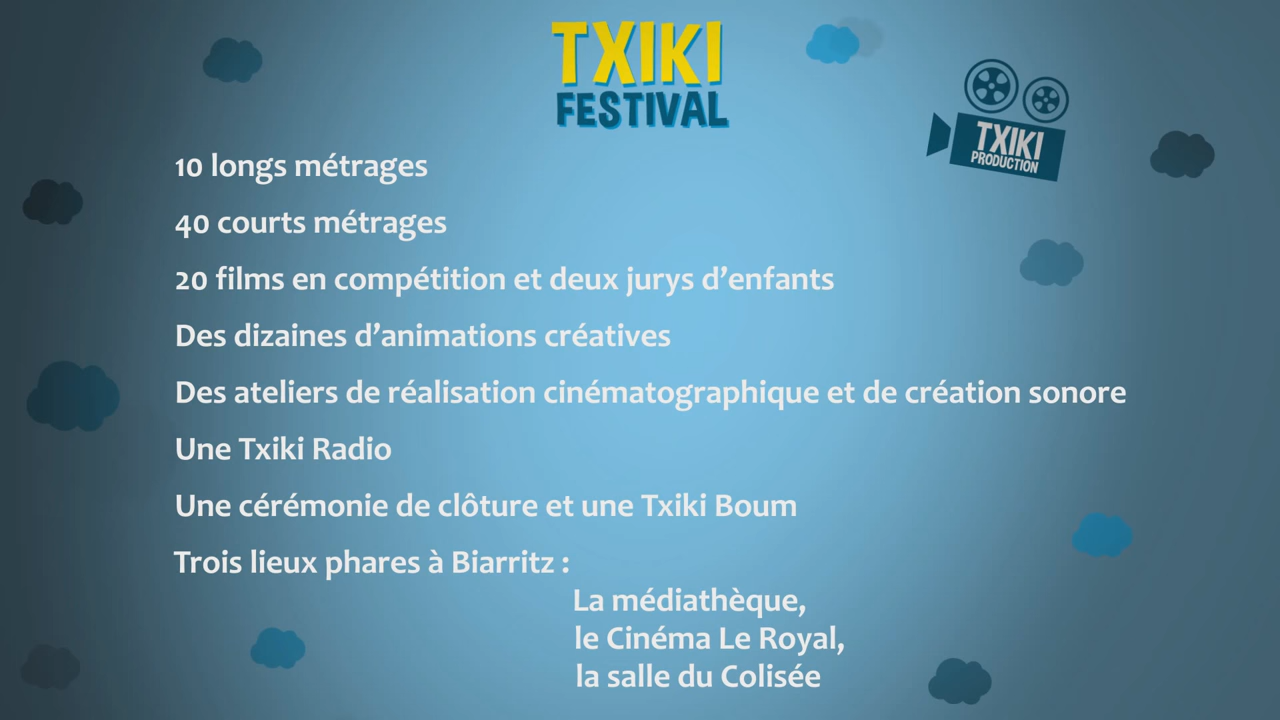 TXIKI
FESTIVAL
TXIKI
PRODUCTION
10 longs métrages
40 courts métrages
20 films en compétition et deux jurys d’enfants
Des dizaines d’animations créatives
Des ateliers de réalisation cinématographique et de création sonore
Une Txiki Radio
Une cérémonie de clôture et une Txiki Boum
Trois lieux phares à Biarritz :
La médiathèque,
le Cinéma Le Royal,
la salle du Colisée